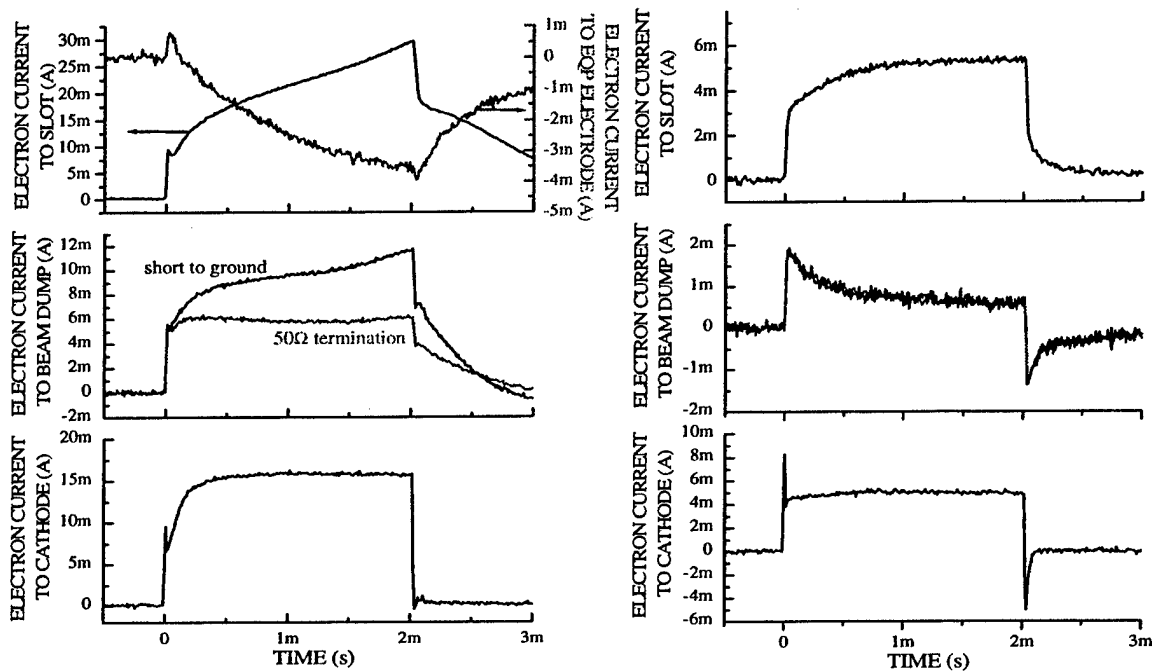 ELECTRON CURRENT
TO SLOT (A)
30m
25m
20m
15m
10m
5m
0
1m
0
-1m
-2m
-3m
-4m
-5m
ELECTRON CURRENT
TO EQP ELECTRODE (A)
ELECTRON CURRENT
TO BEAM DUMP (A)
12m
10m
8m
6m
4m
2m
0
-2m
short to ground
50Ω termination
ELECTRON CURRENT
TO CATHODE (A)
20m
15m
10m
5m
0
0
1m
2m
3m
TIME (s)
ELECTRON CURRENT
TO SLOT (A)
6m
4m
2m
0
ELECTRON CURRENT
TO BEAM DUMP (A)
2m
1m
0
-1m
-2m
ELECTRON CURRENT
TO CATHODE (A)
10m
8m
6m
4m
2m
0
-2m
-4m
-6m
0
1m
2m
3m
TIME (s)